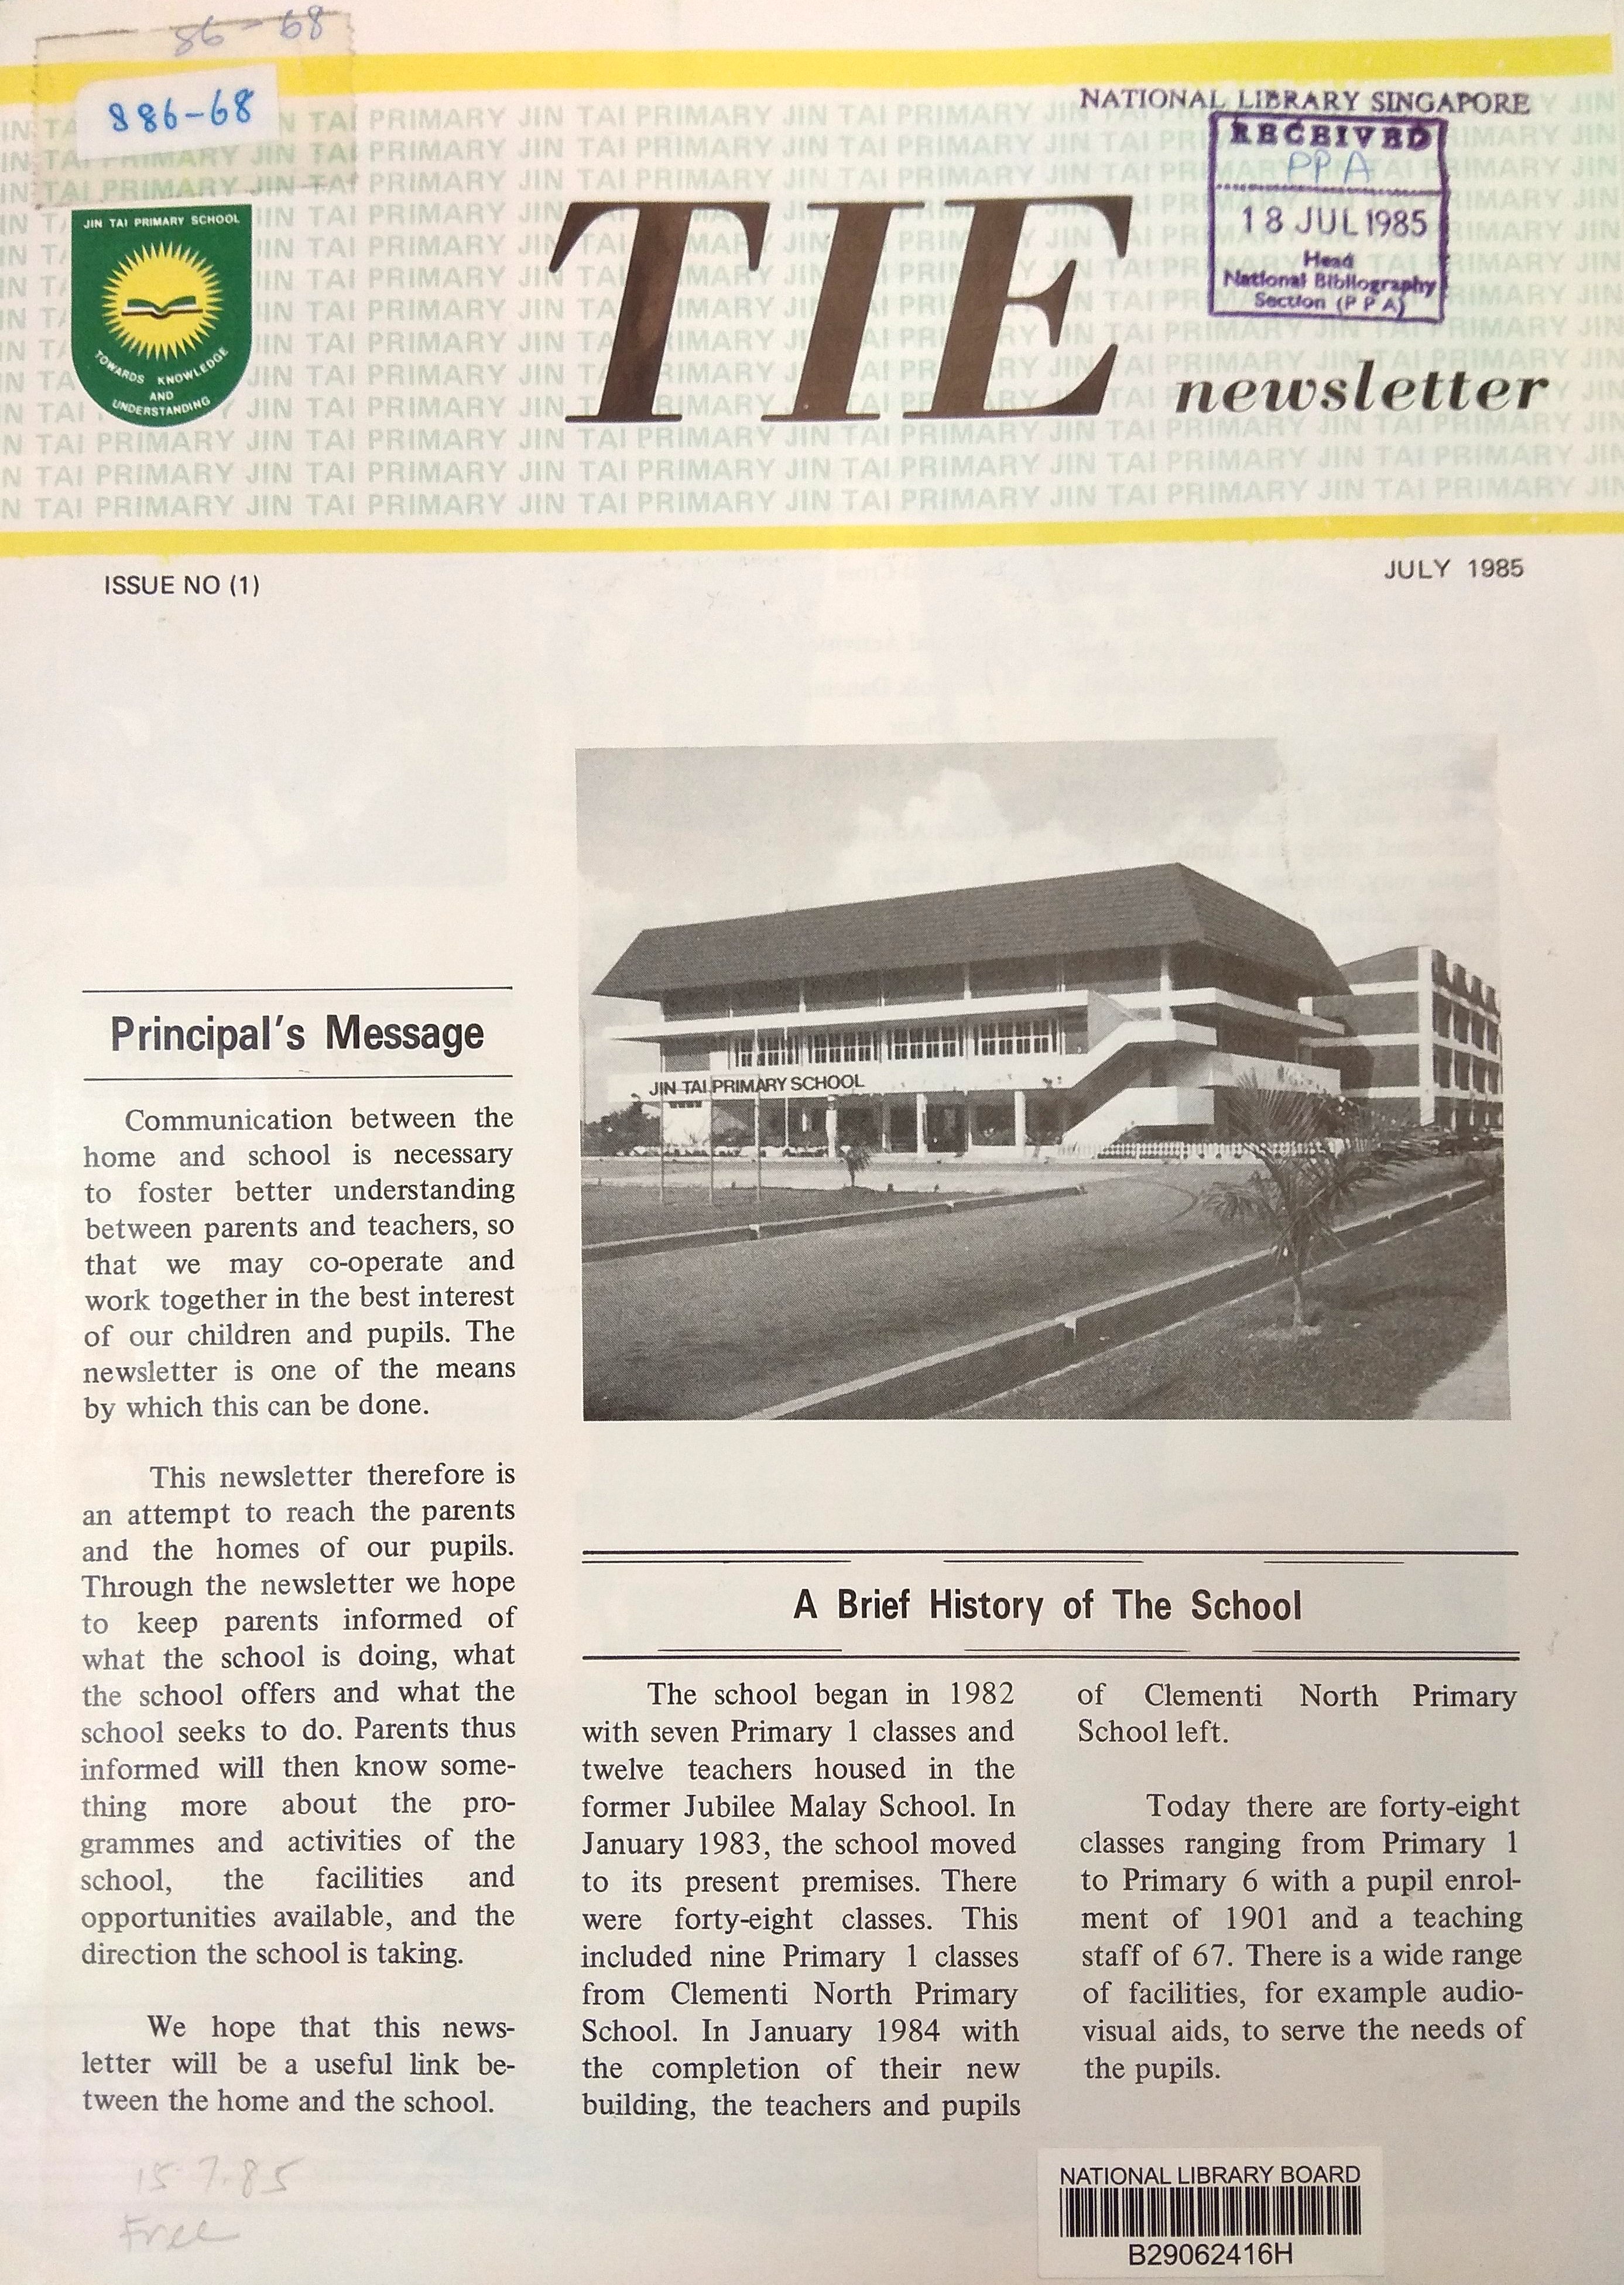 86-68
886-68
NATIONAL LIBRARY SINGAPORE
RECEIVED
PPA
18 JUL 1985
Head
National Bibliography
Section (PPA)
JIN TAI PRIMARY SCHOOL
TOWARDS KNOWLEDGE
AND
UNDERSTANDING
TIE newsletter
JIN TAI PRIMARY JIN TAI PRIMARY JIN TAI PRIMARY JIN TAI PRIMARY JIN TAI PRIMARY JIN TAI PRIMARY
ISSUE NO (1)
JULY 1985
JIN TAI PRIMARY SCHOOL
Principal's Message
Communication between the
home and school is necessary
to foster better understanding
between parents and teachers, so
that we may co-operate and
work together in the best interest
of our children and pupils. The
newsletter is one of the means
by which this can be done.
This newsletter therefore is
an attempt to reach the parents
and the homes of our pupils.
Through the newsletter we hope
to keep parents informed of
what the school is doing, what
the school offers and what the
school seeks to do. Parents thus
informed will then know some-
thing more about the pro-
grammes and activities of the
school, the facilities and
opportunities available, and the
direction the school is taking.
We hope that this news-
letter will be a useful link be-
tween the home and the school.
A Brief History of The School
The school began in 1982
with seven Primary 1 classes and
twelve teachers housed in the
former Jubilee Malay School. In
January 1983, the school moved
to its present premises. There
were forty-eight classes. This
included nine Primary 1 classes
from Clementi North Primary
School. In January 1984 with
the completion of their new
building, the teachers and pupils
of Clementi North Primary
School left.
Today there are forty-eight
classes ranging from Primary 1
to Primary 6 with a pupil enrol-
ment of 1901 and a teaching
staff of 67. There is a wide range
of facilities, for example audio-
visual aids, to serve the needs of
the pupils.
15.7.85
Free
NATIONAL LIBRARY BOARD
B29062416H